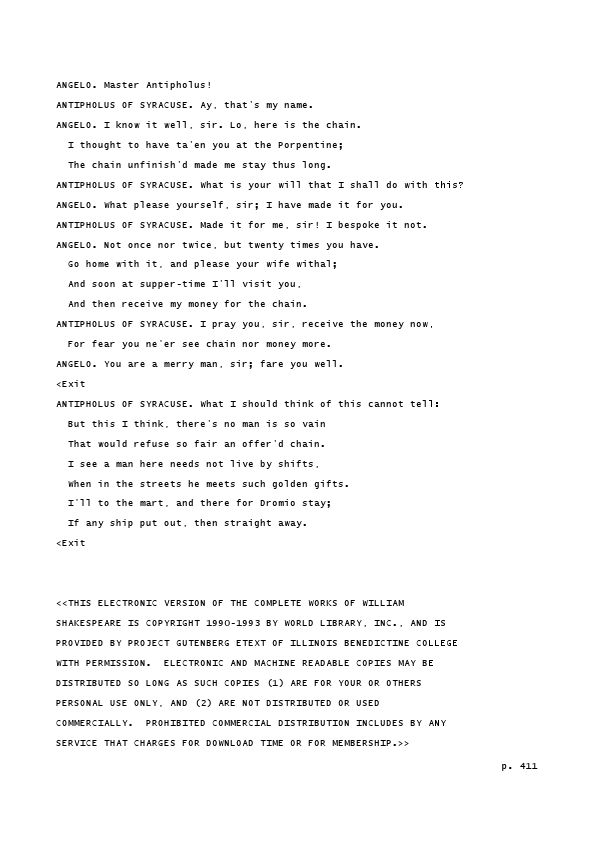 ANGELO. Master Antipholus!
ANTIPHOLUS OF SYRACUSE. Ay, that's my name.
ANGELO. I know it well, sir. Lo, here is the chain.
I thought to have ta'en you at the Porpentine;
The chain unfinish'd made me stay thus long.
ANTIPHOLUS OF SYRACUSE. What is your will that I shall do with this?
ANGELO. What please yourself, sir; I have made it for you.
ANTIPHOLUS OF SYRACUSE. Made it for me, sir! I bespoke it not.
ANGELO. Not once nor twice, but twenty times you have.
Go home with it, and please your wife withal;
And soon at supper-time I'll visit you,
And then receive my money for the chain.
ANTIPHOLUS OF SYRACUSE. I pray you, sir, receive the money now,
For fear you ne'er see chain nor money more.
ANGELO. You are a merry man, sir; fare you well.
<Exit
ANTIPHOLUS OF SYRACUSE. What I should think of this cannot tell:
But this I think, there's no man is so vain
That would refuse so fair an offer'd chain.
I see a man here needs not live by shifts,
When in the streets he meets such golden gifts.
I'll to the mart, and there for Dromio stay;
If any ship put out, then straight away.
<Exit
<<THIS ELECTRONIC VERSION OF THE COMPLETE WORKS OF WILLIAM
SHAKESPEARE IS COPYRIGHT 1990-1993 BY WORLD LIBRARY, INC., AND IS
PROVIDED BY PROJECT GUTENBERG ETEXT OF ILLINOIS BENEDICTINE COLLEGE
WITH PERMISSION.  ELECTRONIC AND MACHINE READABLE COPIES MAY BE
DISTRIBUTED SO LONG AS SUCH COPIES (1) ARE FOR YOUR OR OTHERS
PERSONAL USE ONLY, AND (2) ARE NOT DISTRIBUTED OR USED
COMMERCIALLY.  PROHIBITED COMMERCIAL DISTRIBUTION INCLUDES BY ANY
SERVICE THAT CHARGES FOR DOWNLOAD TIME OR FOR MEMBERSHIP.>>
p. 411